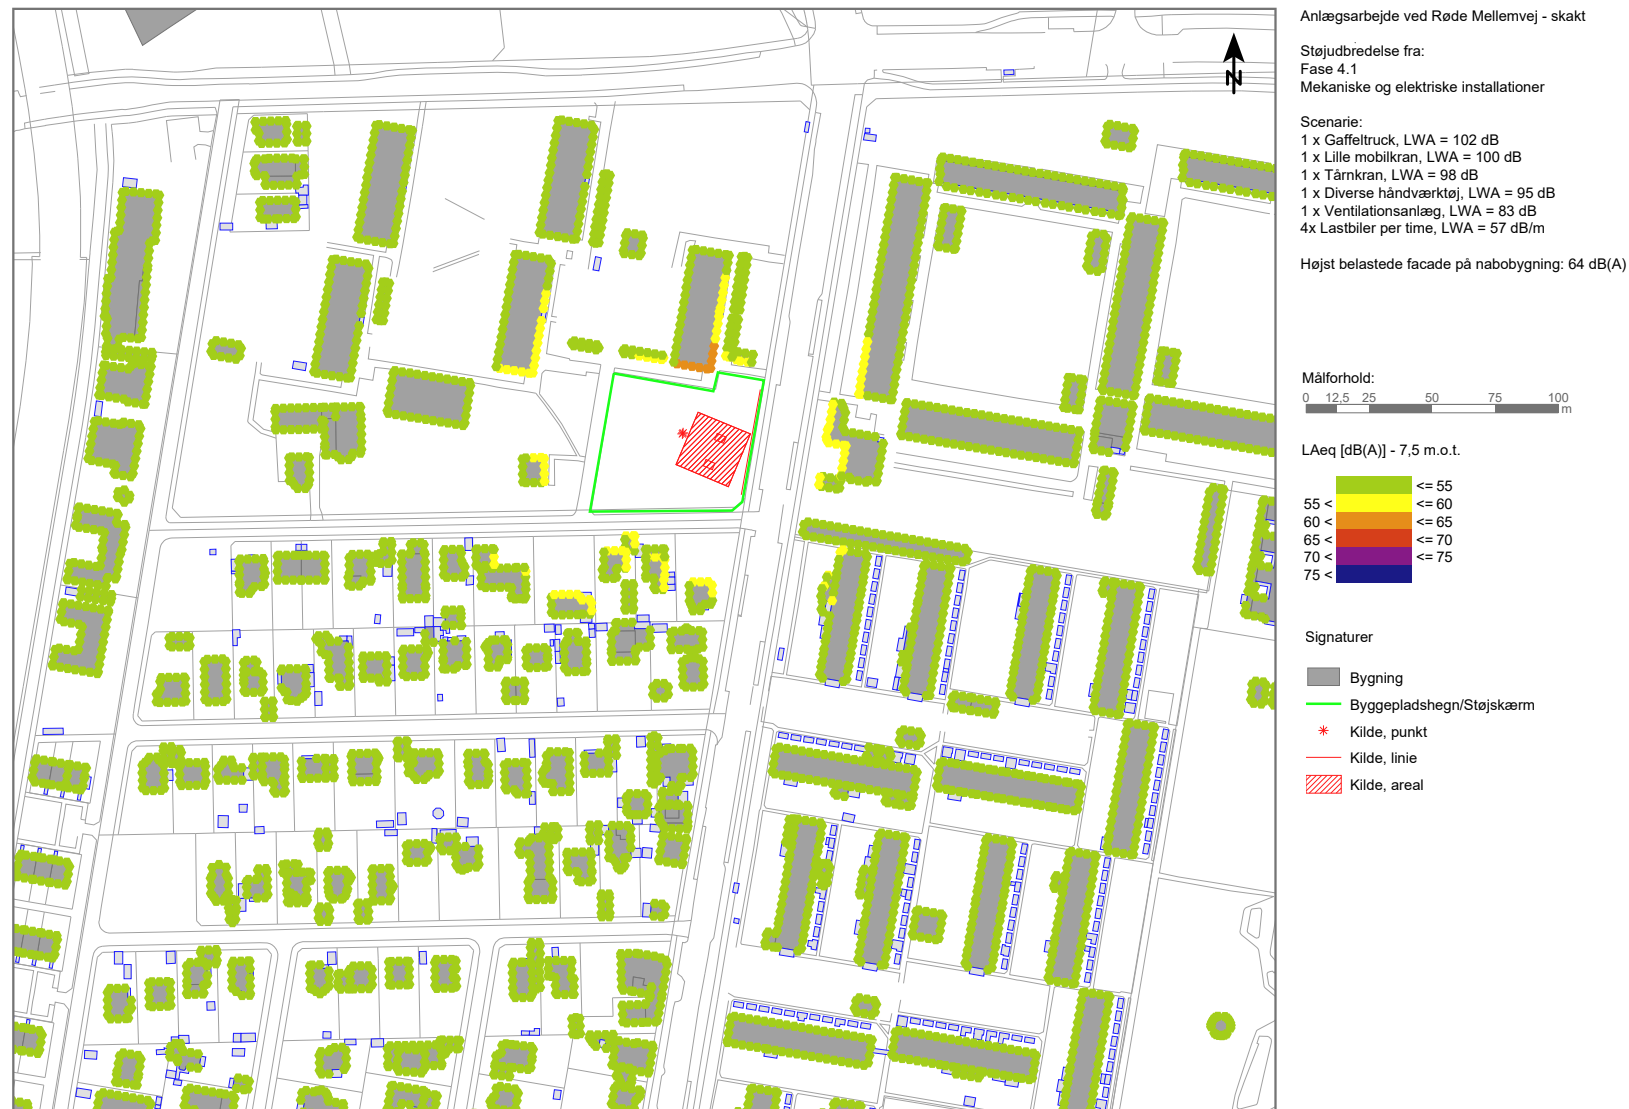 Anlægsarbejde ved Røde Mellemvej - skakt
Støjudbredelse fra:
Fase 4.1
Mekaniske og elektriske installationer
Scenarie:
1 x Gaffeltruck, LWA = 102 dB
1 x Lille mobilkran, LWA = 100 dB
1 x Tårnkran, LWA = 98 dB
1 x Diverse håndværktøj, LWA = 95 dB
1 x Ventilationsanlæg, LWA = 83 dB
4x Lastbiler per time, LWA = 57 dB/m
Højst belastede facade på nabobygning: 64 dB(A)
N
Målforhold:
0 12,5 25 50 75 100
m
LAeq [dB(A)] - 7,5 m.o.t.
<= 55
55 < <= 60
60 < <= 65
65 < <= 70
70 < <= 75
75 <
Signaturer
Bygning
Byggepladshegn/Støjskærm
Kilde, punkt
Kilde, linie
Kilde, areal